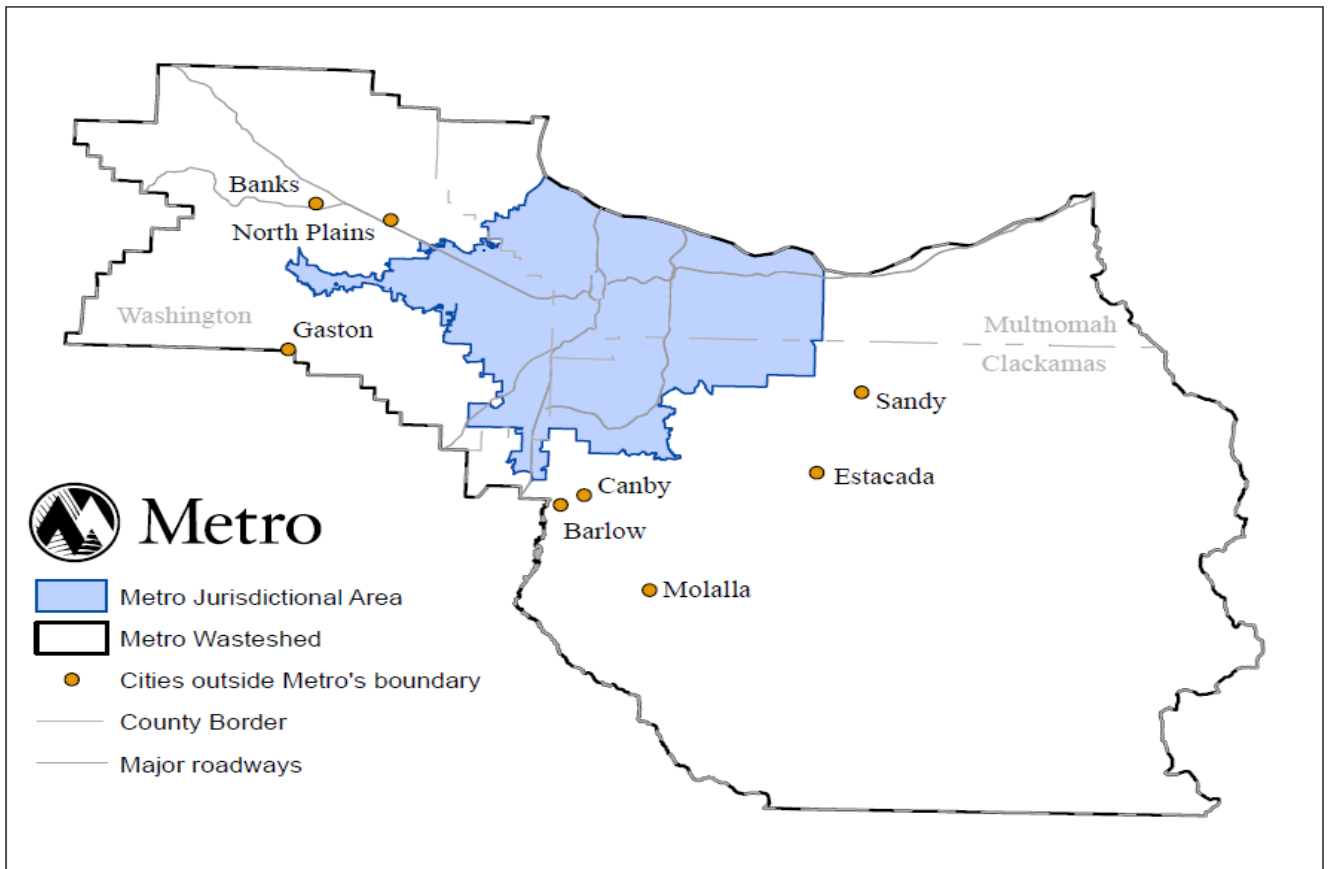 Banks
North Plains
Washington
Gaston
Multnomah
Clackamas
Sandy
Estacada
Canby
Barlow
Molalla
Metro
Metro Jurisdictional Area
Metro Wasteshed
Cities outside Metro's boundary
County Border
Major roadways